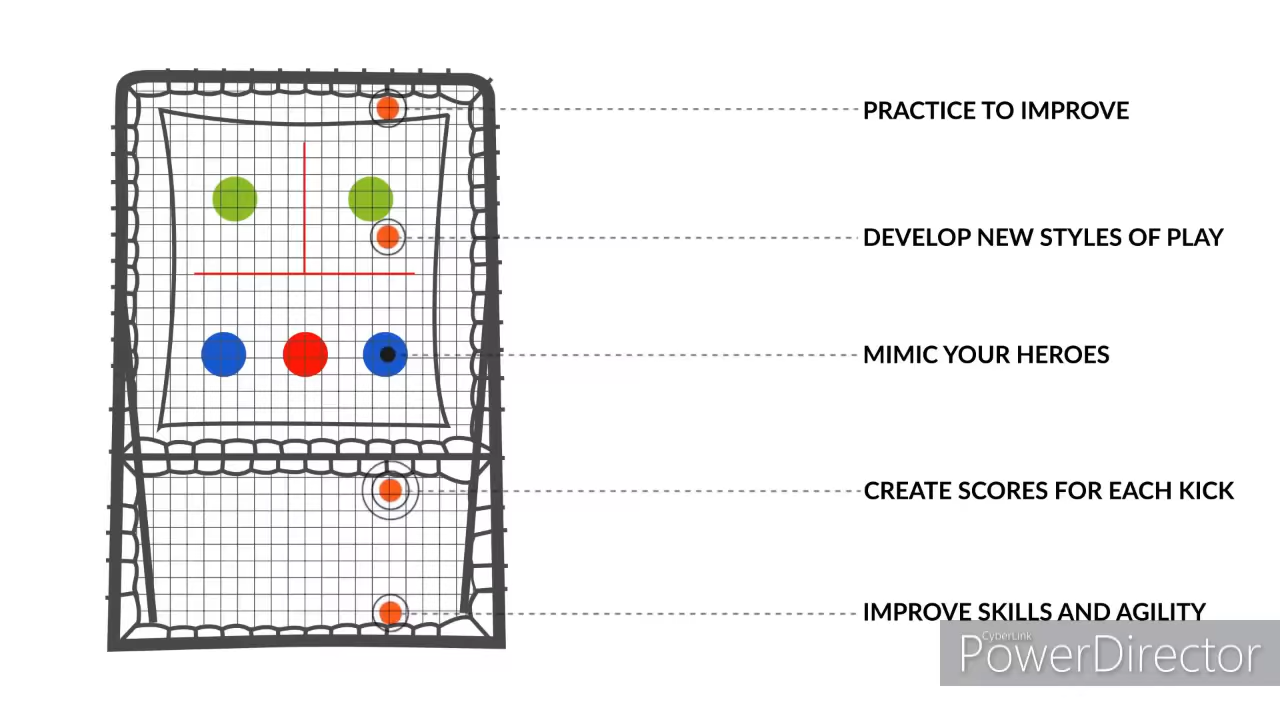 PRACTICE TO IMPROVE
DEVELOP NEW STYLES OF PLAY
MIMIC YOUR HEROES
CREATE SCORES FOR EACH KICK
IMPROVE SKILLS AND AGILITY
CyberLink
PowerDirector